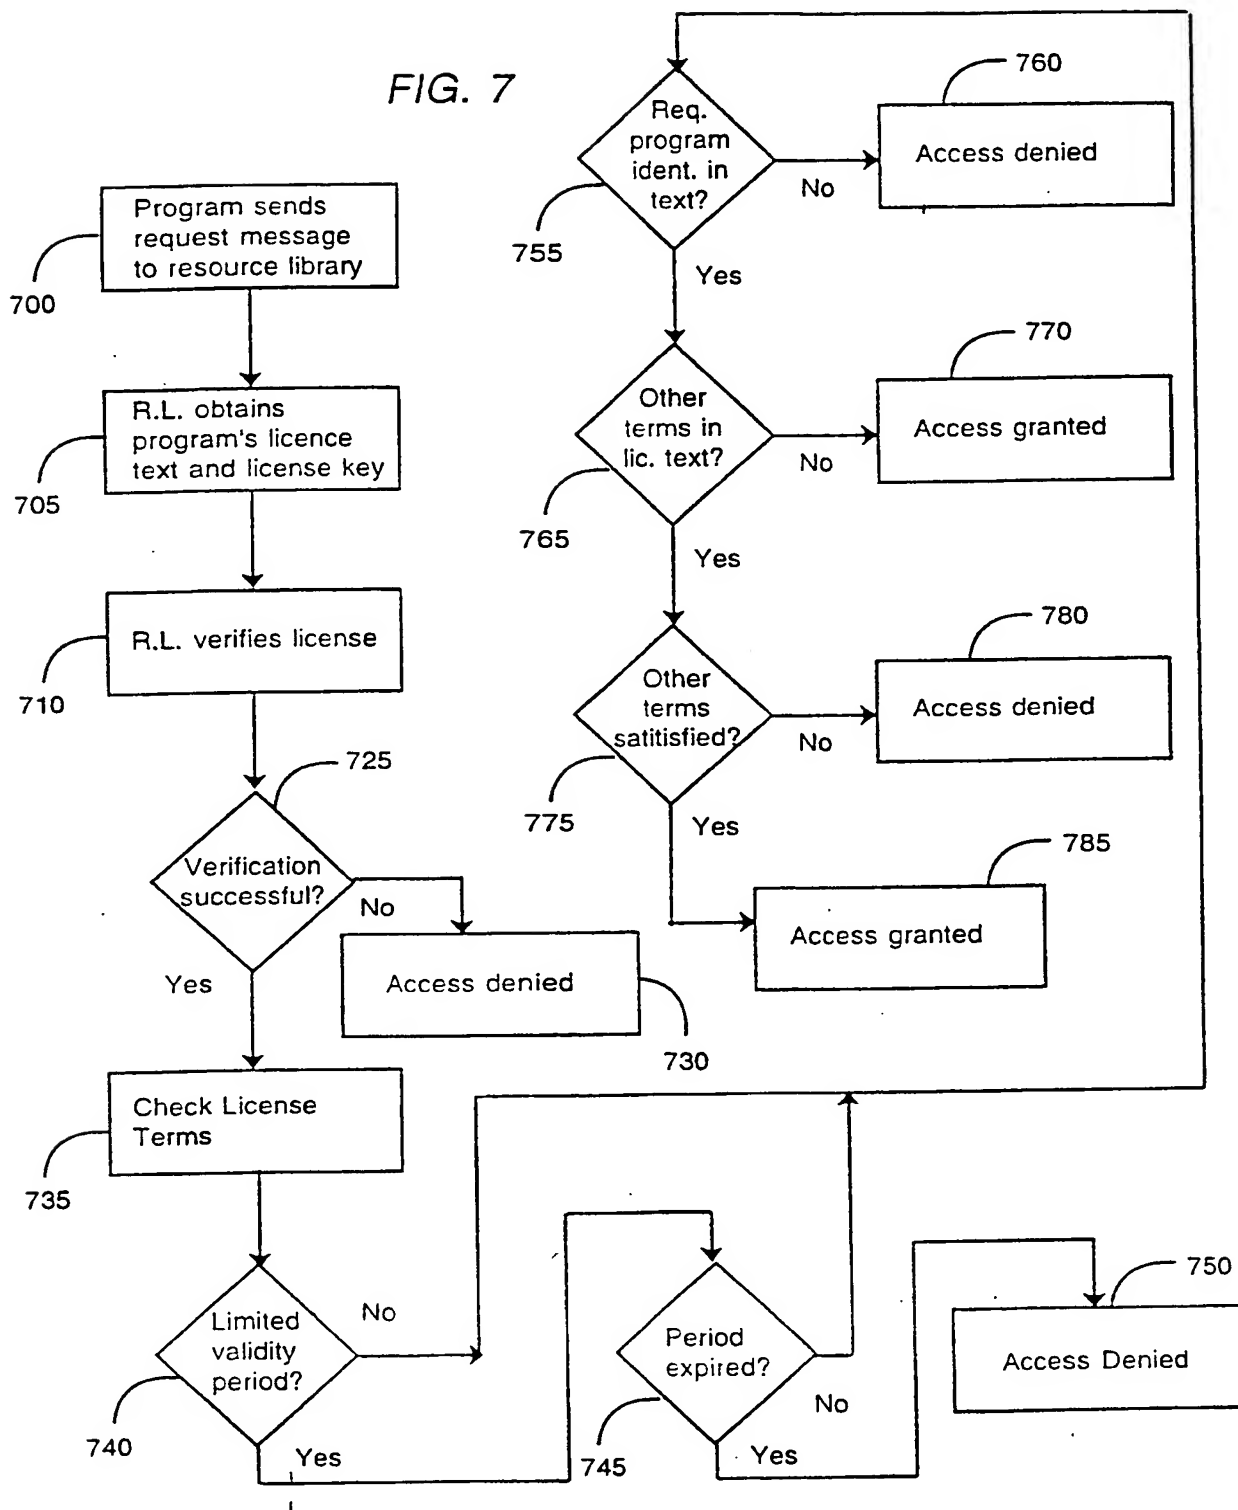 FIG. 7
Program sends
request message
to resource library
700
R.L. obtains
program's licence
text and license key
705
R.L. verifies license
710
725
Verification
successful?
No
Yes
Access denied
730
Check License
Terms
735
Limited
validity
period?
No
740
Yes
Period
expired?
No
745
Yes
750
Access Denied
Req.
program
ident. in
text?
755
No
760
Access denied
Yes
Other
terms in
lic. text?
765
No
770
Access granted
Yes
Other
terms
satitisfied?
775
No
780
Access denied
Yes
785
Access granted